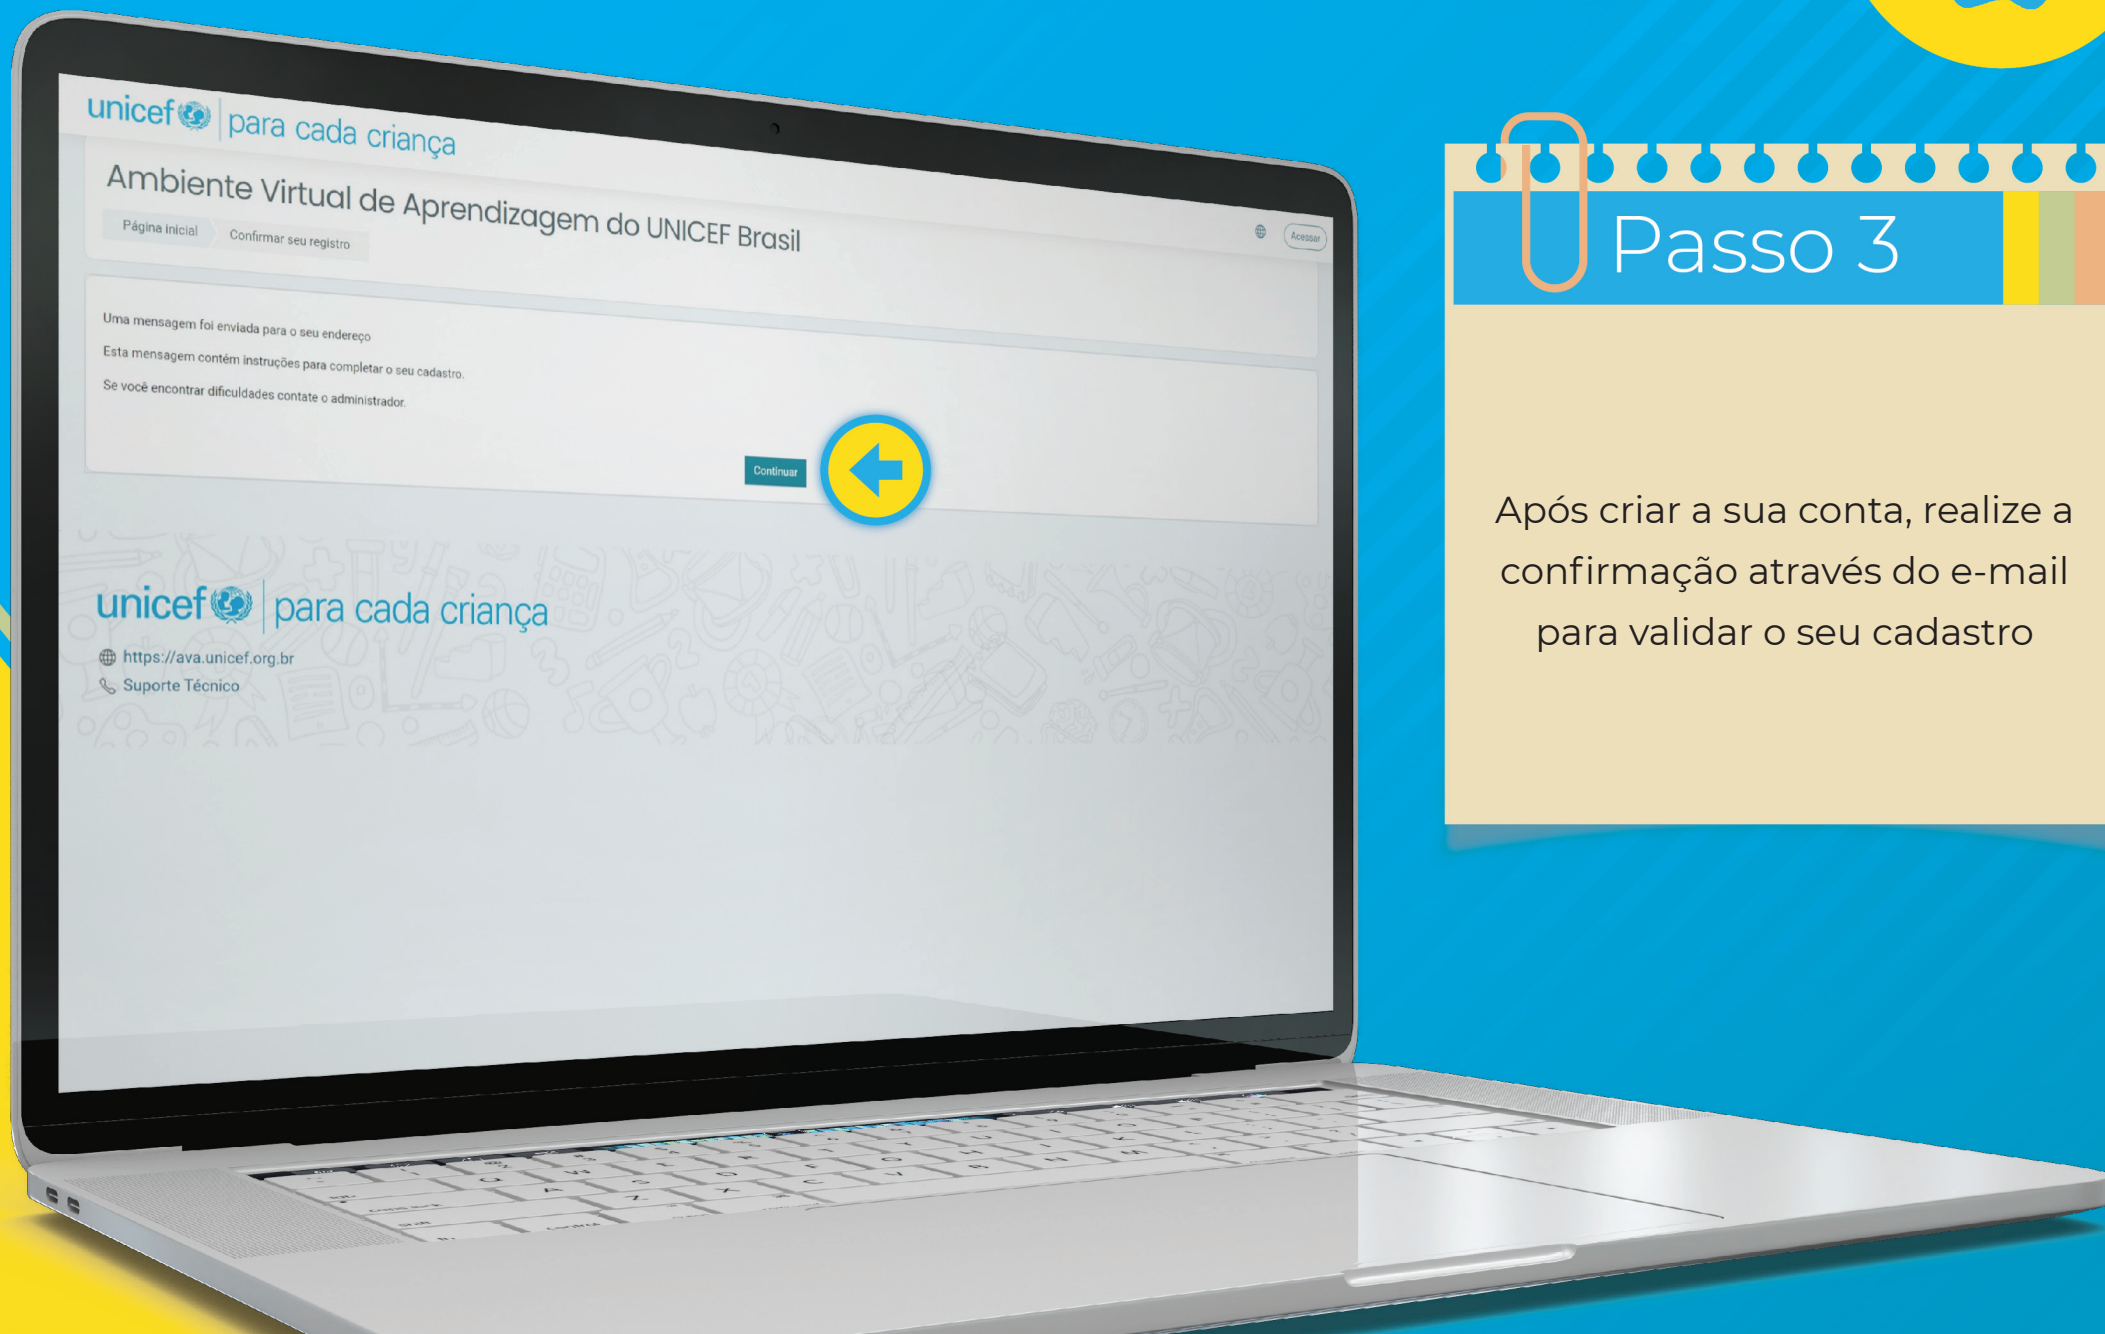 unicef para cada criança
Ambiente Virtual de Aprendizagem do UNICEF Brasil
Página inicial
Confirmar seu registro
Acessar
Uma mensagem foi enviada para o seu endereço
Esta mensagem contém instruções para completar o seu cadastro.
Se você encontrar dificuldades contate o administrador.
Continuar
unicef para cada criança
https://ava.unicef.org.br
Suporte Técnico
Passo 3
Após criar a sua conta, realize a
confirmação através do e-mail
para validar o seu cadastro